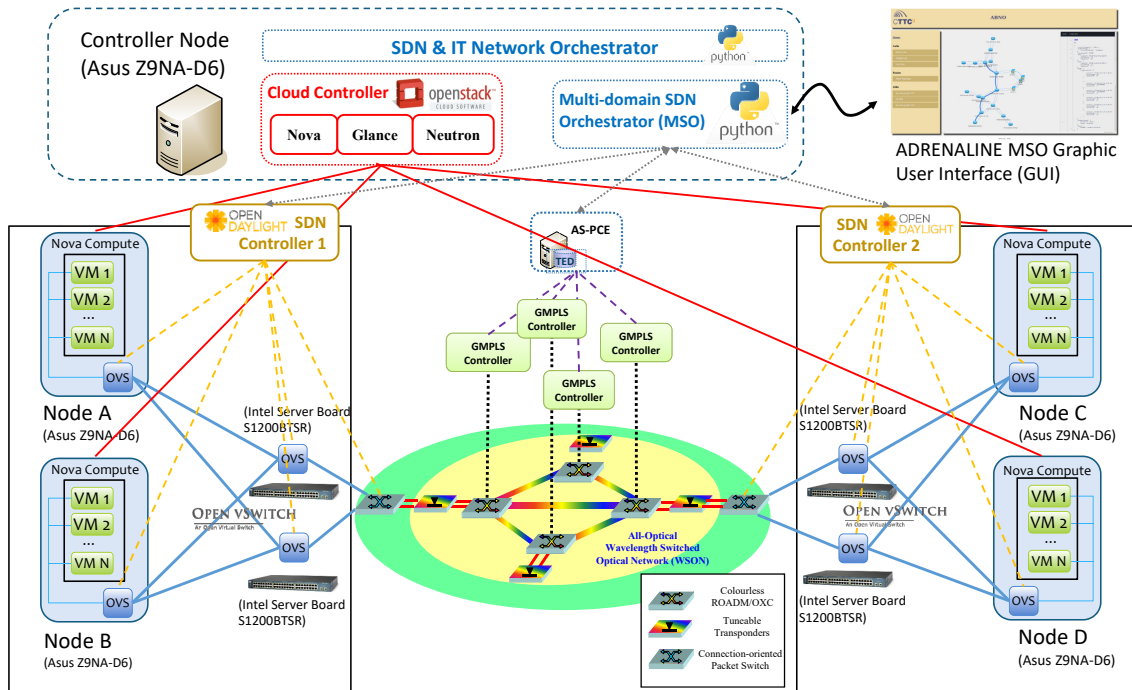 Controller Node
(Asus Z9NA-D6)
SDN & IT Network Orchestrator
python
Cloud Controller
openstack™
CLOUD SOFTWARE
Nova
Glance
Neutron
Multi-domain SDN
Orchestrator (MSO)
python™
CTTC
ABNO
ADRENALINE MSO Graphic
User Interface (GUI)
OPEN
DAYLIGHT
SDN
Controller 1
AS-PCE
TED
SDN
OPEN
DAYLIGHT
Controller 2
Nova Compute
VM 1
VM 2
...
VM N
OVS
Node A
(Asus Z9NA-D6)
Nova Compute
VM 1
VM 2
...
VM N
OVS
Node B
(Asus Z9NA-D6)
(Intel Server Board
S1200BTSR)
OVS
OPEN VSWITCH
An Open Virtual Switch
OVS
(Intel Server Board
S1200BTSR)
GMPLS
Controller
GMPLS
Controller
GMPLS
Controller
GMPLS
Controller
All-Optical
Wavelength Switched
Optical Network (WSON)
Colourless
ROADM/OXC
Tuneable
Transponders
Connection-oriented
Packet Switch
(Intel Server Board
S1200BTSR)
OVS
OPEN VSWITCH
An Open Virtual Switch
OVS
(Intel Server Board
S1200BTSR)
Nova Compute
VM 1
VM 2
...
VM N
OVS
Node C
(Asus Z9NA-D6)
Nova Compute
VM 1
VM 2
...
VM N
OVS
Node D
(Asus Z9NA-D6)